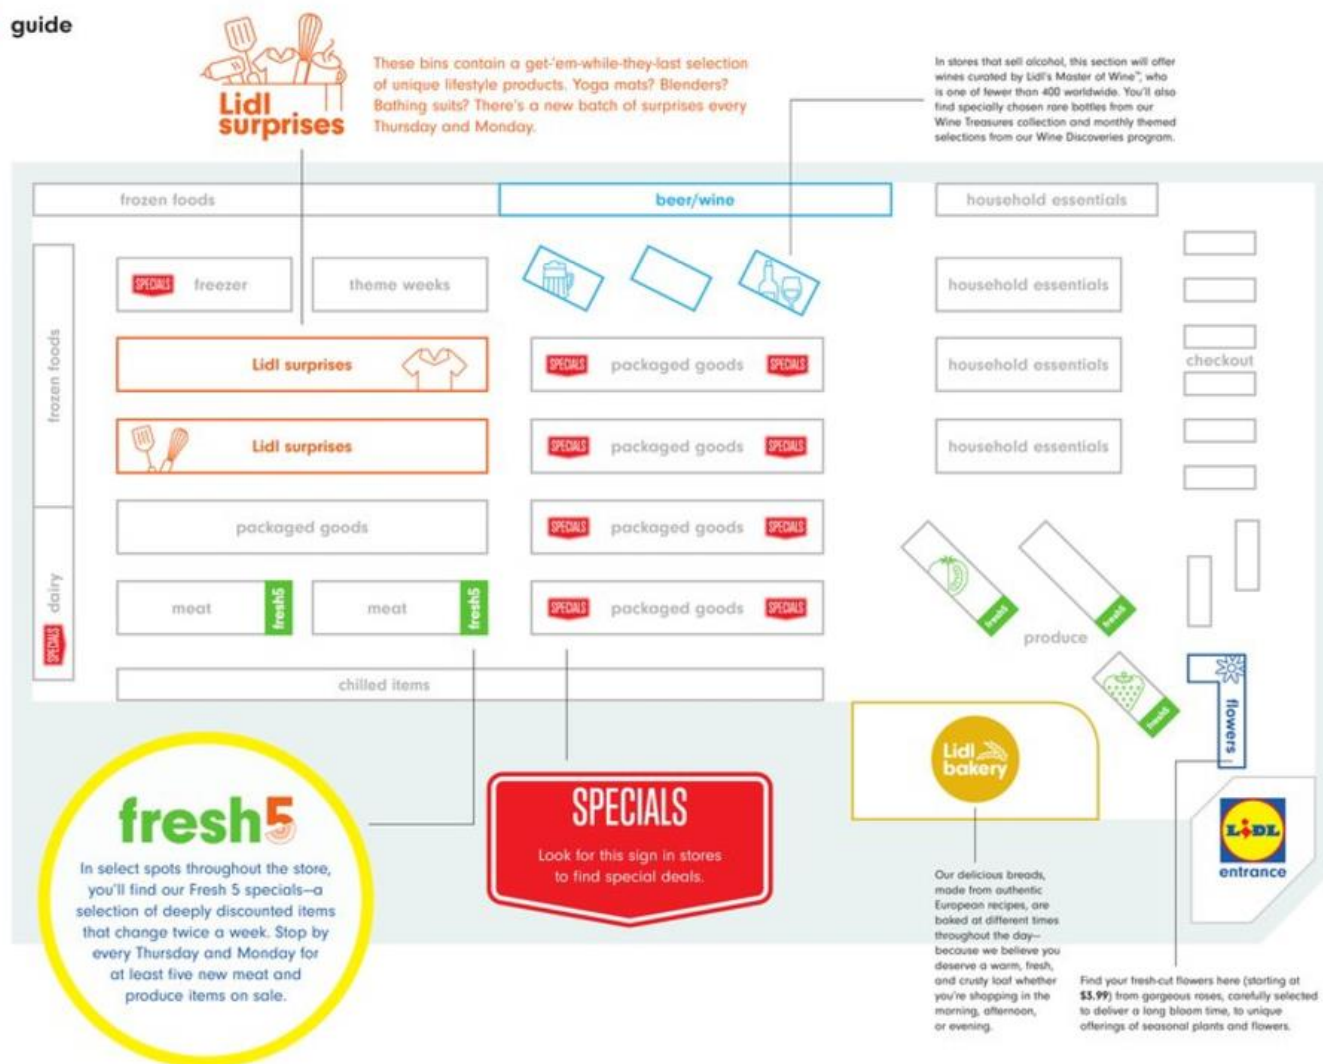 guide
Lidl
surprises
These bins contain a get-'em-while-they-last selection
of unique lifestyle products. Yoga mats? Blenders?
Bathing suits? There's a new batch of surprises every
Thursday and Monday.
In stores that sell alcohol, this section will offer
wines curated by Lidl's Master of Wine™, who
is one of fewer than 400 worldwide. You'll also
find specially chosen rare bottles from our
Wine Treasures collection and monthly themed
selections from our Wine Discoveries program.
frozen foods
beer/wine
household essentials
SPECIALS freezer
theme weeks
household essentials
frozen foods
Lidl surprises
SPECIALS packaged goods SPECIALS
household essentials
checkout
Lidl surprises
SPECIALS packaged goods SPECIALS
household essentials
packaged goods
SPECIALS packaged goods SPECIALS
dairy
SPECIALS
meat
fresh5
meat
fresh5
SPECIALS packaged goods SPECIALS
fresh5
fresh5
produce
fresh5
flowers
chilled items
Lidl
bakery
LIDL
entrance
fresh5
In select spots throughout the store,
you'll find our Fresh 5 specials—a
selection of deeply discounted items
that change twice a week. Stop by
every Thursday and Monday for
at least five new meat and
produce items on sale.
SPECIALS
Look for this sign in stores
to find special deals.
Our delicious breads,
made from authentic
European recipes, are
baked at different times
throughout the day—
because we believe you
deserve a warm, fresh,
and crusty loaf whether
you're shopping in the
morning, afternoon,
or evening.
Find your fresh-cut flowers here (starting at
$3.99) from gorgeous roses, carefully selected
to deliver a long bloom time, to unique
offerings of seasonal plants and flowers.